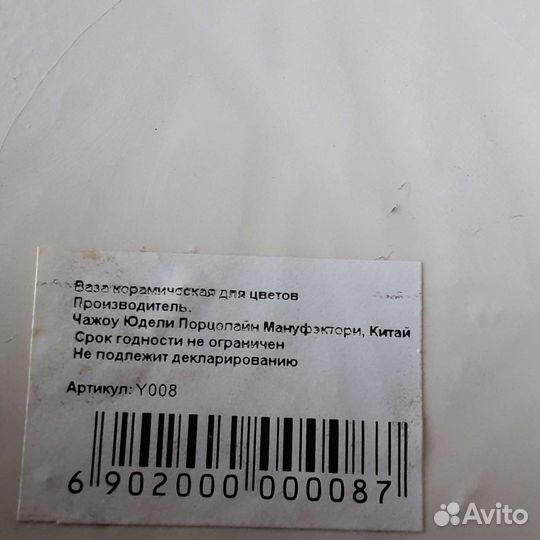 Ваза керамическая для цветов
Производитель.
Чажоу Юдели Порцолайн Мануфэктори, Китай
Срок годности не ограничен
Не подлежит декларированию
Артикул: Y008
6 902000 000087
Avito